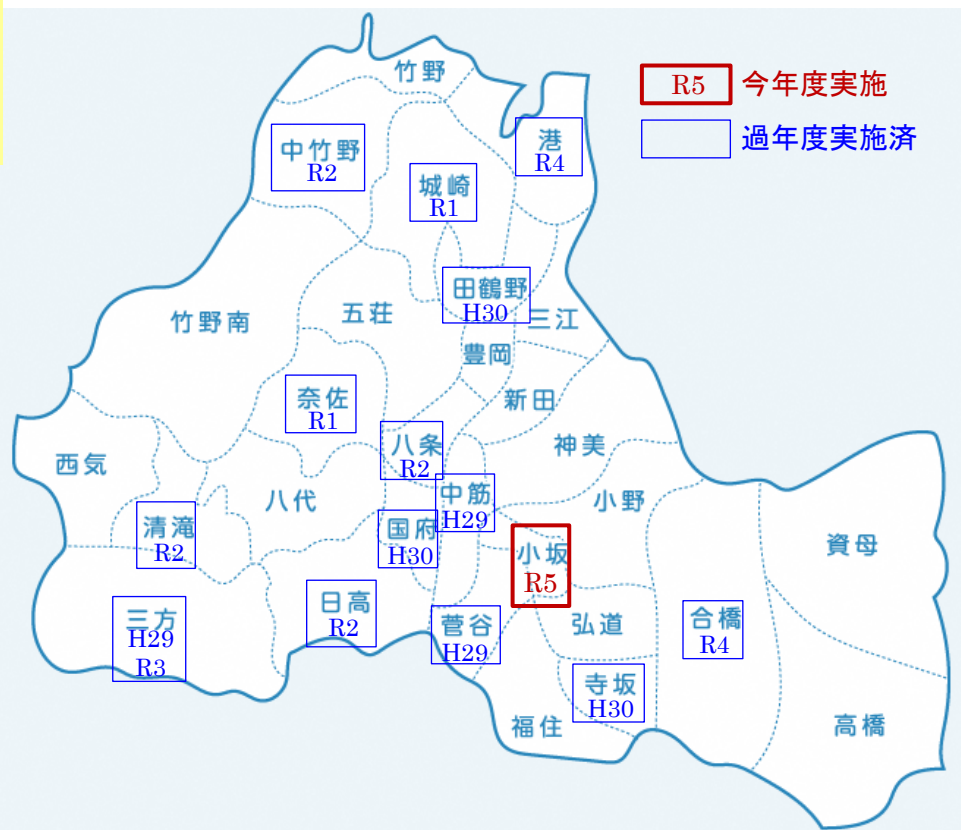 竹野
R5 今年度実施
過年度実施済
中竹野
R2
港
R4
城崎
R1
田鶴野
H30
五荘
竹野南
三江
豊岡
奈佐
R1
新田
八条
R2
神美
西気
中筋
H29
八代
小野
清滝
R2
国府
H30
小坂
R5
資母
日高
R2
三方
H29
R3
菅谷
H29
弘道
合橋
R4
寺坂
H30
福住
高橋